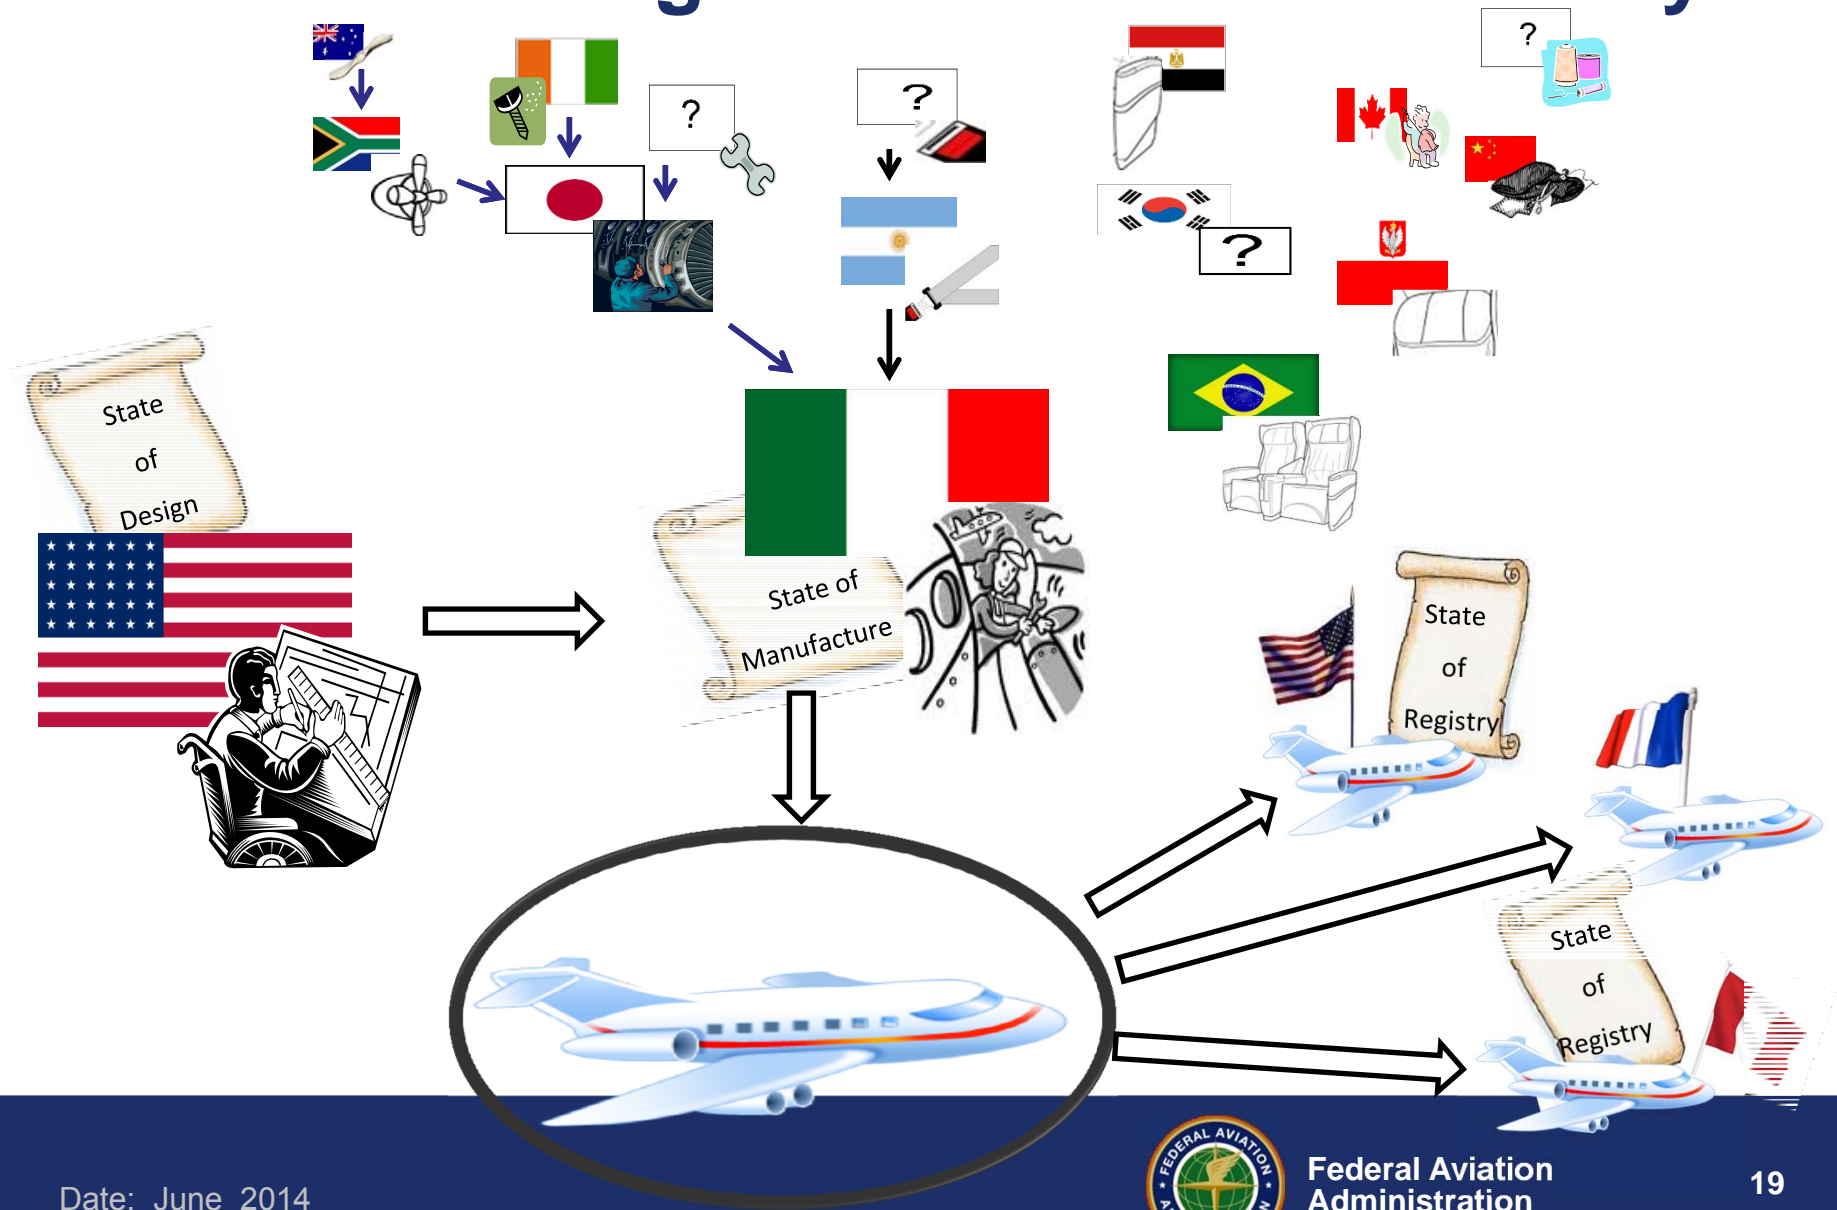 ?
?
?
?
State
of
Design
State of
Manufacture
State
of
Registry
State
of
Registry
FEDERAL AVIATION
Federal Aviation
Administration
19
Date: June 2014